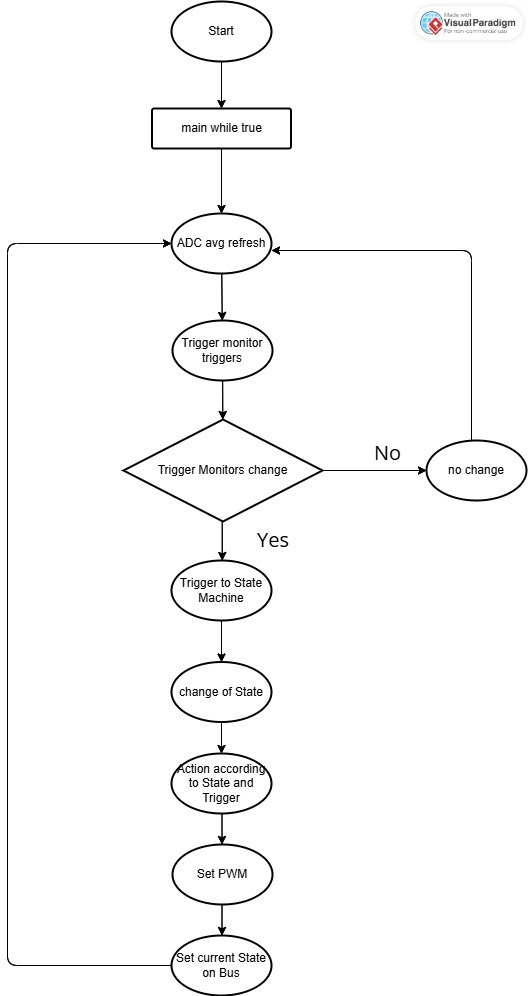 Start
Made with
Visual Paradigm
For non-commercial use
main while true
ADC avg refresh
Trigger monitor
triggers
Trigger Monitors change
No
no change
Yes
Trigger to State
Machine
change of State
Action according
to State and
Trigger
Set PWM
Set current State
on Bus